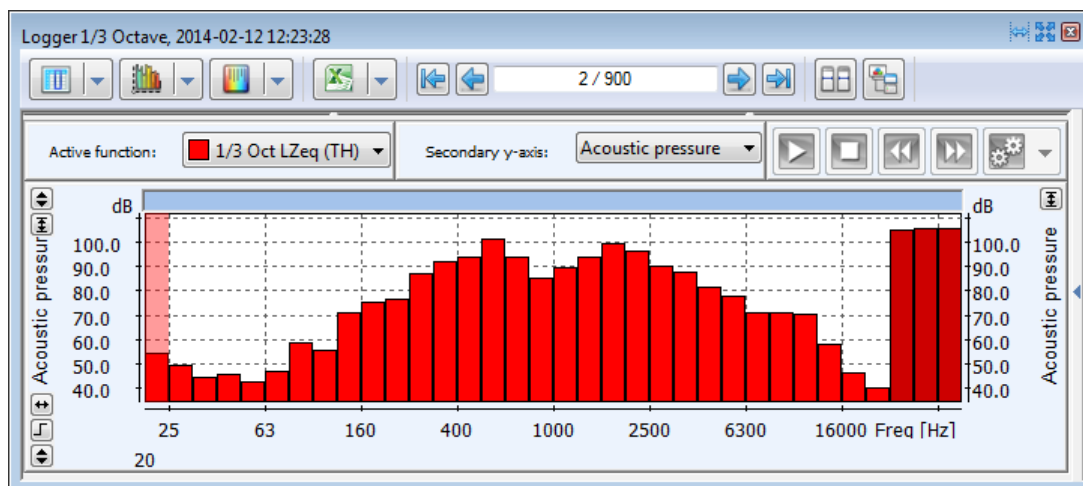 Logger 1/3 Octave, 2014-02-12 12:23:28
2 / 900
Active function: 1/3 Oct LZeq (TH) Secondary y-axis: Acoustic pressure
dB dB
100.0 100.0
90.0 90.0
80.0 80.0
70.0 70.0
60.0 60.0
50.0 50.0
40.0 40.0
Acoustic pressure
Acoustic pressure
25 63 160 400 1000 2500 6300 16000 Freq [Hz]
20